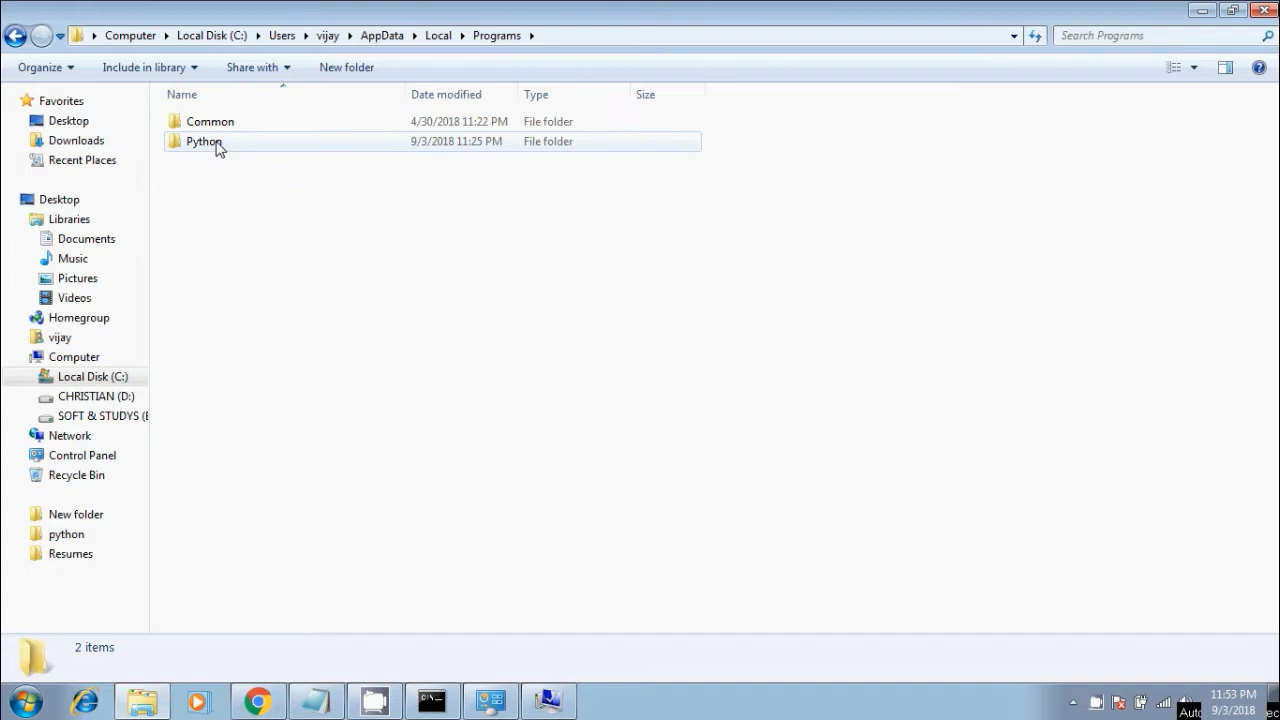 Computer Local Disk (C:) Users vijay AppData Local Programs
Search Programs
Organize Include in library Share with New folder
Name Date modified Type Size
Common 4/30/2018 11:22 PM File folder
Python 9/3/2018 11:25 PM File folder
Favorites
Desktop
Downloads
Recent Places
Desktop
Libraries
Documents
Music
Pictures
Videos
Homegroup
vijay
Computer
Local Disk (C:)
CHRISTIAN (D:)
SOFT & STUDYS (
Network
Control Panel
Recycle Bin
New folder
python
Resumes
2 items
C:\
11:53 PM
9/3/2018